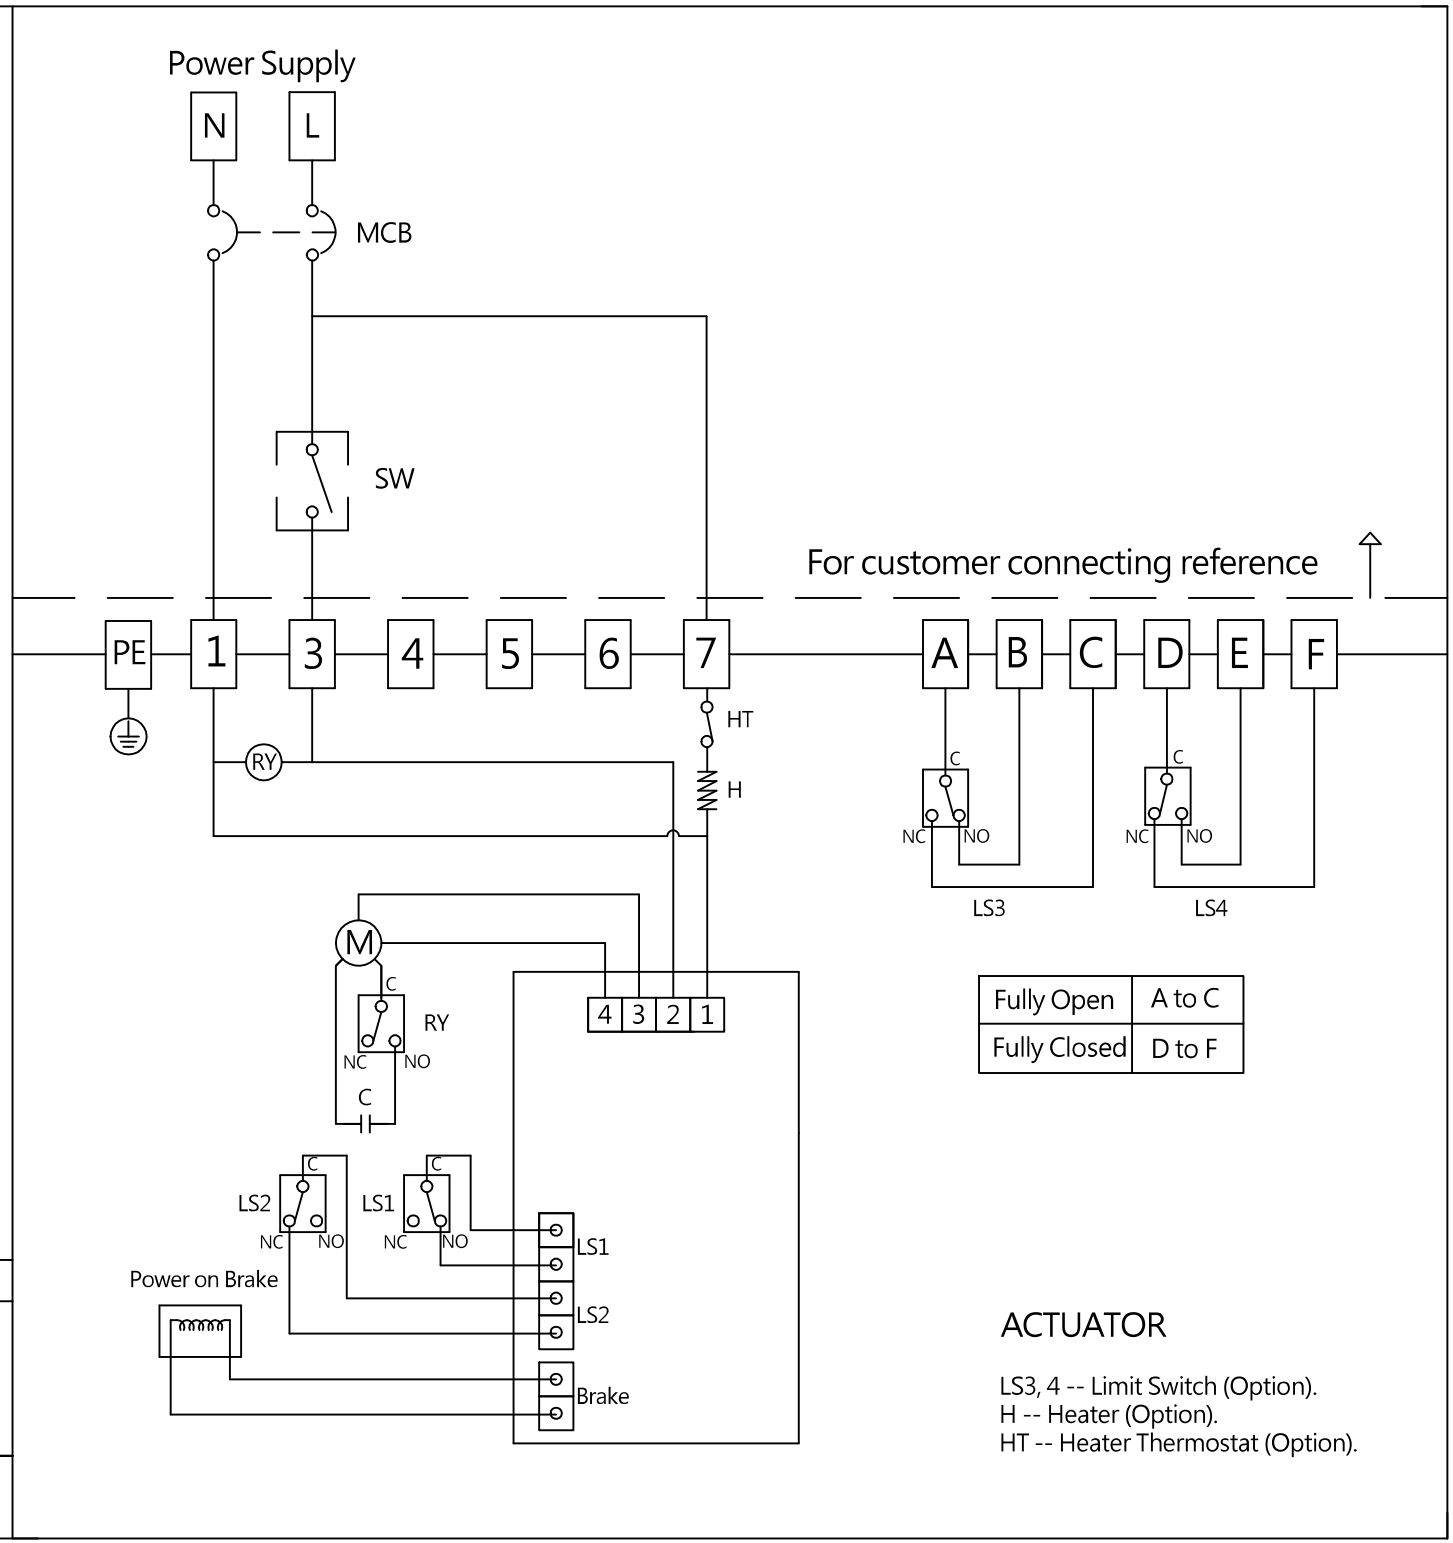 Power Supply
N L
MCB
SW
For customer connecting reference
PE 1 3 4 5 6 7 A B C D E F
HT
RY
H
C
NC NO
LS3
C
NC NO
LS4
M
C
RY
NC NO
C
4 3 2 1
Fully Open A to C
Fully Closed D to F
C
LS2
NC NO
C
LS1
NC NO
LS1
LS2
Power on Brake
Brake
ACTUATOR
LS3, 4 -- Limit Switch (Option).
H -- Heater (Option).
HT -- Heater Thermostat (Option).